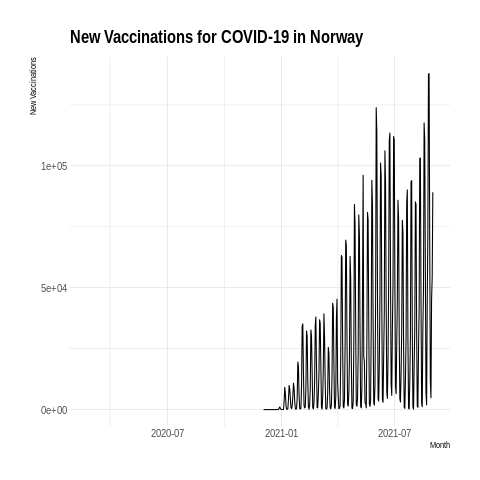 New Vaccinations for COVID-19 in Norway
New Vaccinations
1e+05
5e+04
0e+00
2020-07
2021-01
2021-07
Month